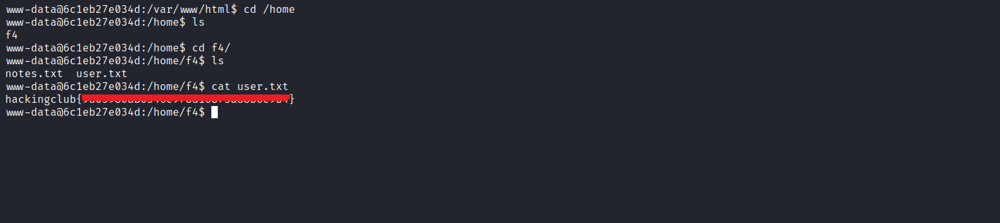 www-data@6c1eb27e034d:/var/www/html$ cd /home
www-data@6c1eb27e034d:/home$ ls
f4
www-data@6c1eb27e034d:/home$ cd f4/
www-data@6c1eb27e034d:/home/f4$ ls
notes.txt  user.txt
www-data@6c1eb27e034d:/home/f4$ cat user.txt
hackingclub{}
www-data@6c1eb27e034d:/home/f4$